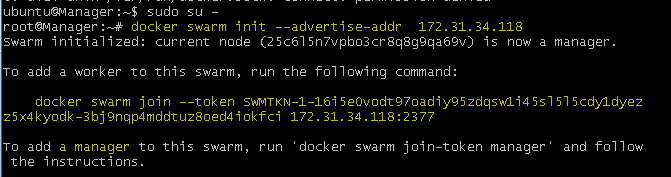 ubuntu@Manager:~$ sudo su -
root@Manager:~# docker swarm init --advertise-addr  172.31.34.118
Swarm initialized: current node (25c6l5n7vpbo3cr8q8g9qa69v) is now a manager.
To add a worker to this swarm, run the following command:
docker swarm join --token SWMTKN-1-16i5e0vodt97oadiy95zdqsw1i45sl5l5cdy1dyez
z5x4kyodk-3bj9nqp4mddtuz8oed4iokfci 172.31.34.118:2377
To add a manager to this swarm, run 'docker swarm join-token manager' and follow
the instructions.